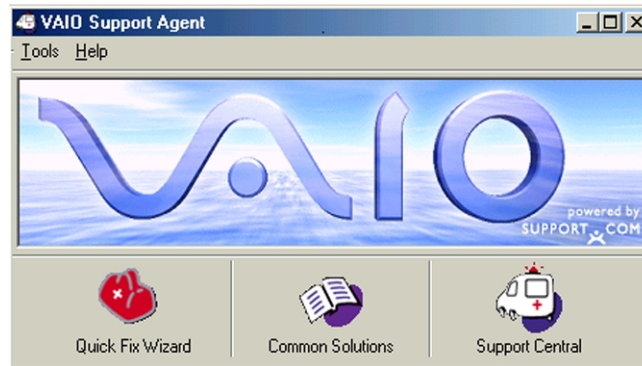 VAIO Support Agent
Tools Help
VAIO
powered by
SUPPORT.COM
Quick Fix Wizard Common Solutions Support Central